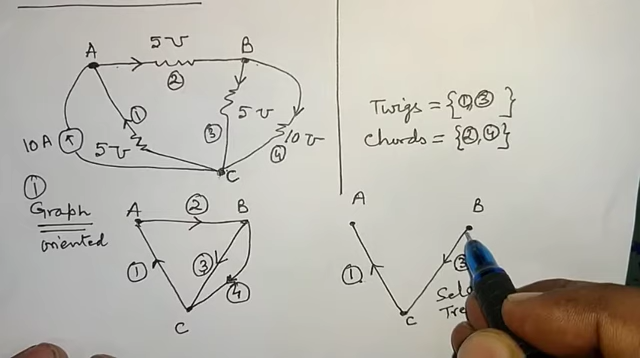 5 ʋ
A
B
②
①
5 ʋ
③
10 ʋ
④
10A
5 ʋ
C
Twigs = {①,③ }
Chords = {②,④}
①
Graph
oriented
A
②
B
①
③
④
C
A
B
①
③
C